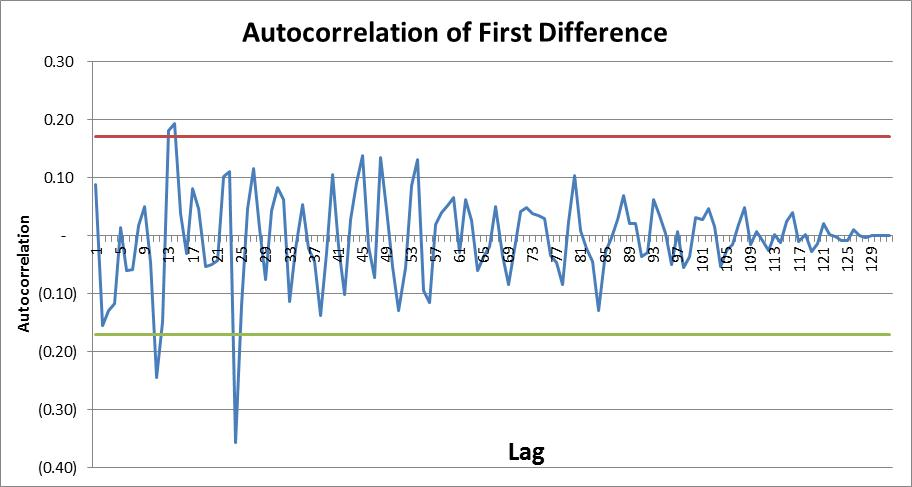 Autocorrelation of First Difference
0.30
0.20
0.10
-
(0.10)
(0.20)
(0.30)
(0.40)
Autocorrelation
1 5 9 13 17 21 25 29 33 37 41 45 49 53 57 61 65 69 73 77 81 85 89 93 97 101 105 109 113 117 121 125 129
Lag